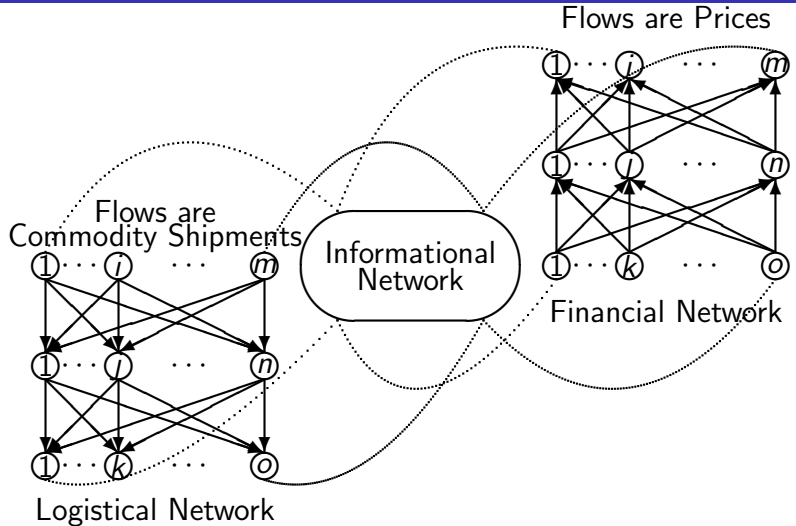 Flows are Prices
1 ··· i ··· m
1 ··· j ··· n
1 ··· k ··· o
Financial Network
Informational
Network
Flows are
Commodity Shipments
1 ··· i ··· m
1 ··· j ··· n
1 ··· k ··· o
Logistical Network